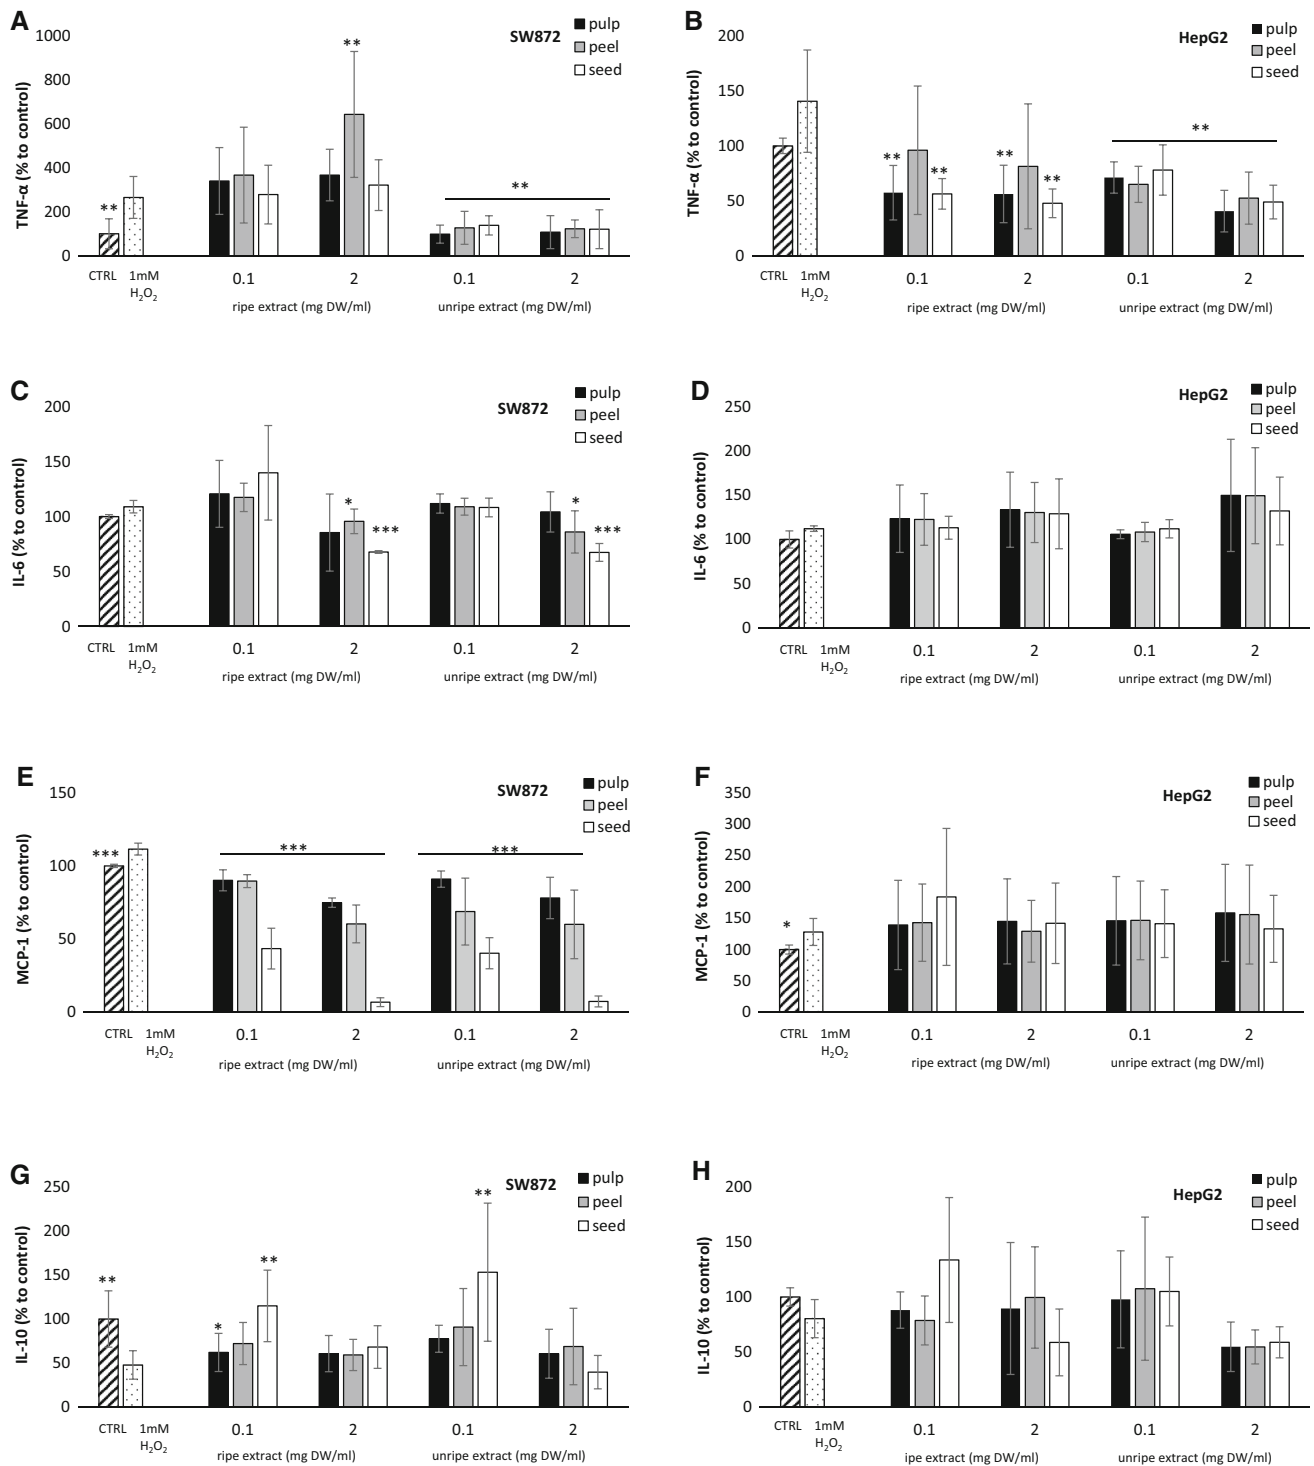 A
SW872
pulp
peel
seed
TNF-α (% to control)
1000
800
600
400
200
0
**
**
**
CTRL 1mM H₂O₂
0.1 2 0.1 2
ripe extract (mg DW/ml) unripe extract (mg DW/ml)
B
HepG2
pulp
peel
seed
TNF-α (% to control)
200
150
100
50
0
** ** ** ** **
CTRL 1mM H₂O₂
0.1 2 0.1 2
ripe extract (mg DW/ml) unripe extract (mg DW/ml)
C
SW872
pulp
peel
seed
IL-6 (% to control)
200
150
100
50
0
* *** * ***
CTRL 1mM H₂O₂
0.1 2 0.1 2
ripe extract (mg DW/ml) unripe extract (mg DW/ml)
D
HepG2
pulp
peel
seed
IL-6 (% to control)
250
200
150
100
50
0
CTRL 1mM H₂O₂
0.1 2 0.1 2
ripe extract (mg DW/ml) unripe extract (mg DW/ml)
E
SW872
pulp
peel
seed
MCP-1 (% to control)
150
100
50
0
*** *** ***
CTRL 1mM H₂O₂
0.1 2 0.1 2
ripe extract (mg DW/ml) unripe extract (mg DW/ml)
F
HepG2
pulp
peel
seed
MCP-1 (% to control)
350
300
250
200
150
100
50
0
*
CTRL 1mM H₂O₂
0.1 2 0.1 2
ripe extract (mg DW/ml) unripe extract (mg DW/ml)
G
SW872
pulp
peel
seed
IL-10 (% to control)
250
200
150
100
50
0
** * ** **
CTRL 1mM H₂O₂
0.1 2 0.1 2
ripe extract (mg DW/ml) unripe extract (mg DW/ml)
H
HepG2
pulp
peel
seed
IL-10 (% to control)
200
150
100
50
0
CTRL 1mM H₂O₂
0.1 2 0.1 2
ipe extract (mg DW/ml) unripe extract (mg DW/ml)